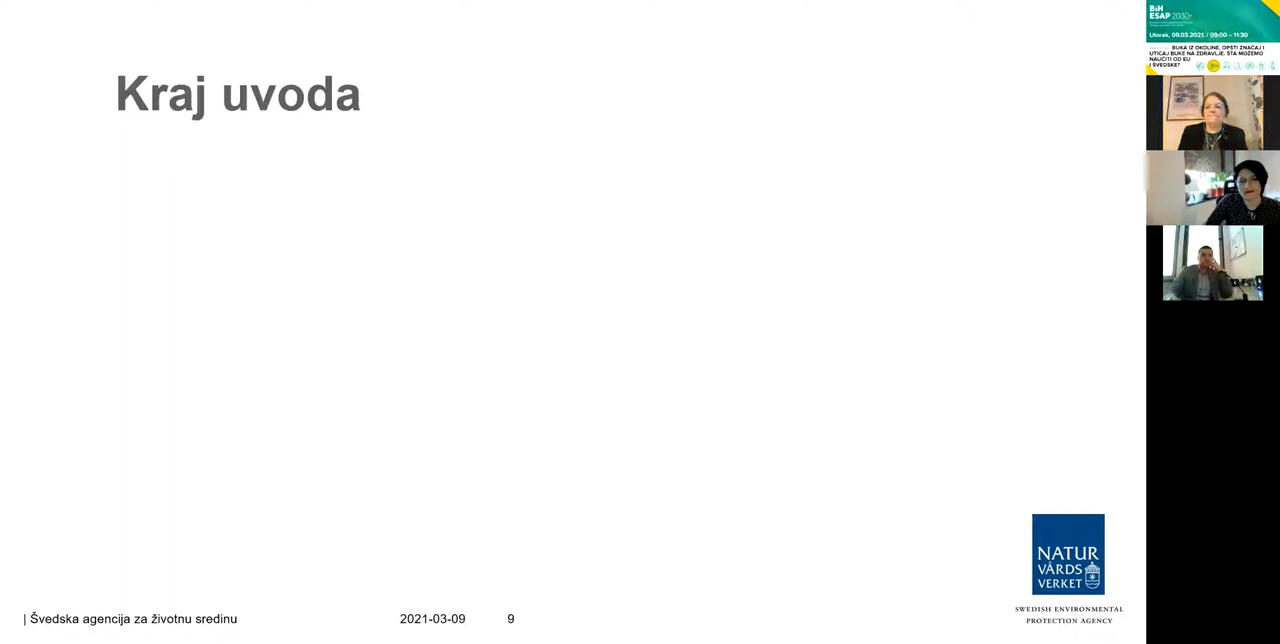 Kraj uvoda
BiH
ESAP 2030+
Utorak, 09.03.2021. / 09:00 – 11:30
BUKA IZ OKOLINE, OPŠTI ZNAČAJ I
UTICAJ BUKE NA ZDRAVLJE. ŠTA MOŽEMO
NAUČITI OD EU
I ŠVEDSKE?
NATUR
VÅRDS
VERKET
SWEDISH ENVIRONMENTAL
PROTECTION AGENCY
| Švedska agencija za životnu sredinu 2021-03-09 9